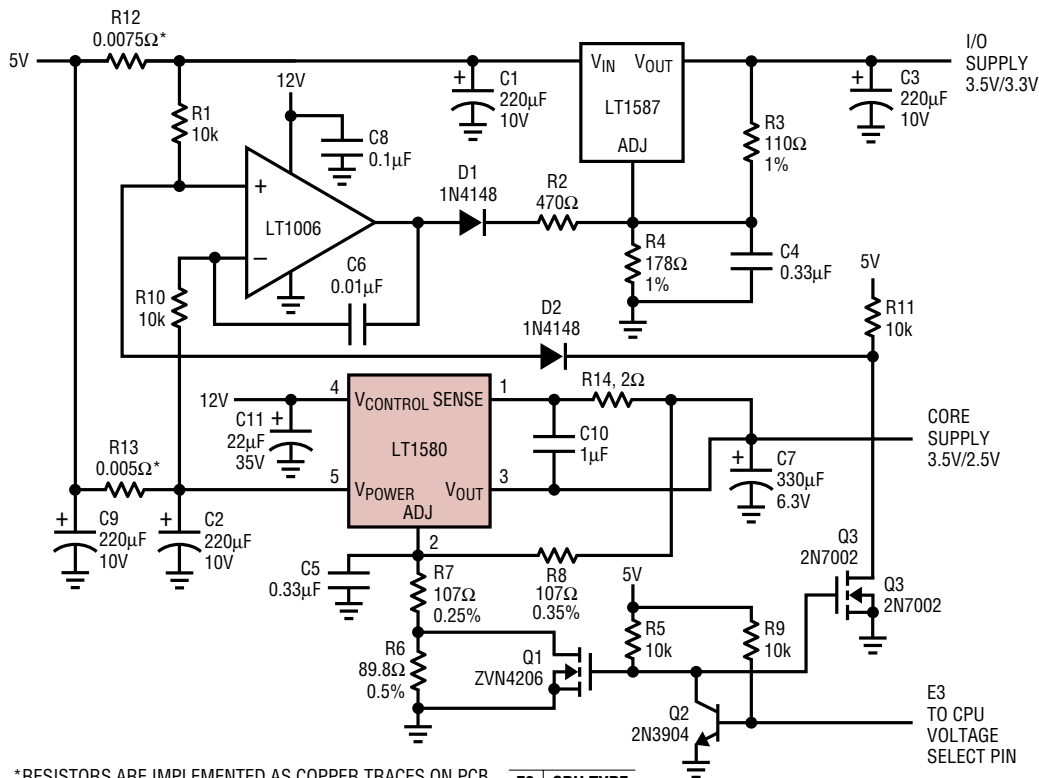 R12
0.0075Ω*
5V
12V
R1
10k
C8
0.1µF
+
C1
220µF
10V
VIN VOUT
LT1587
ADJ
I/O
SUPPLY
3.5V/3.3V
+
C3
220µF
10V
R3
110Ω
1%
+
LT1006
–
D1
1N4148
R2
470Ω
R4
178Ω
1%
C4
0.33µF
C6
0.01µF
R10
10k
5V
R11
10k
D2
1N4148
12V
4
VCONTROL SENSE
1
R14, 2Ω
C11 +
22µF
35V
LT1580
C10
1µF
CORE
SUPPLY
3.5V/2.5V
R13
0.005Ω*
5
VPOWER VOUT
3
ADJ
2
+
C7
330µF
6.3V
+
C9
220µF
10V
+
C2
220µF
10V
C5
0.33µF
R7
107Ω
0.25%
R8
107Ω
0.35%
5V
Q3
2N7002
Q3
2N7002
R6
89.8Ω
0.5%
Q1
ZVN4206
R5
10k
R9
10k
Q2
2N3904
E3
TO CPU
VOLTAGE
SELECT PIN
*RESISTORS ARE IMPLEMENTED AS COPPER TRACES ON PCB
E3 CPU TYPE